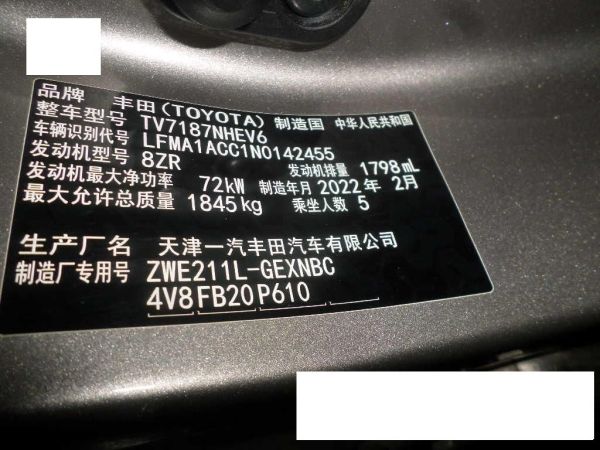 品牌 丰田(TOYOTA) 制造国 中华人民共和国
整车型号 TV7187NHEV6
车辆识别代号 LFMA1ACC1N0142455
发动机型号 8ZR 发动机排量 1798mL
发动机最大净功率 72kW 制造年月 2022年 2月
最大允许总质量 1845kg 乘坐人数 5
生产厂名 天津一汽丰田汽车有限公司
制造厂专用号 ZWE211L-GEXNBC
4V8 FB20 P610